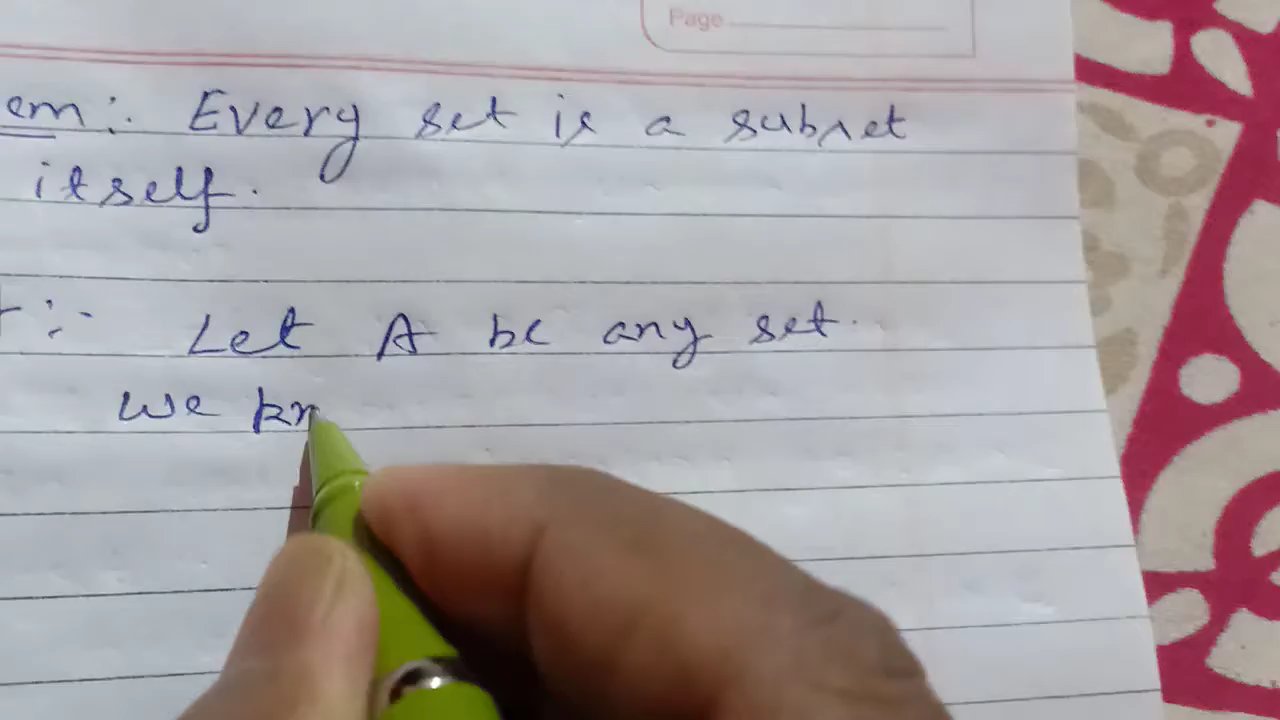 Page
em:. Every set is a subset
itself.
:- Let A be any set.
we kn